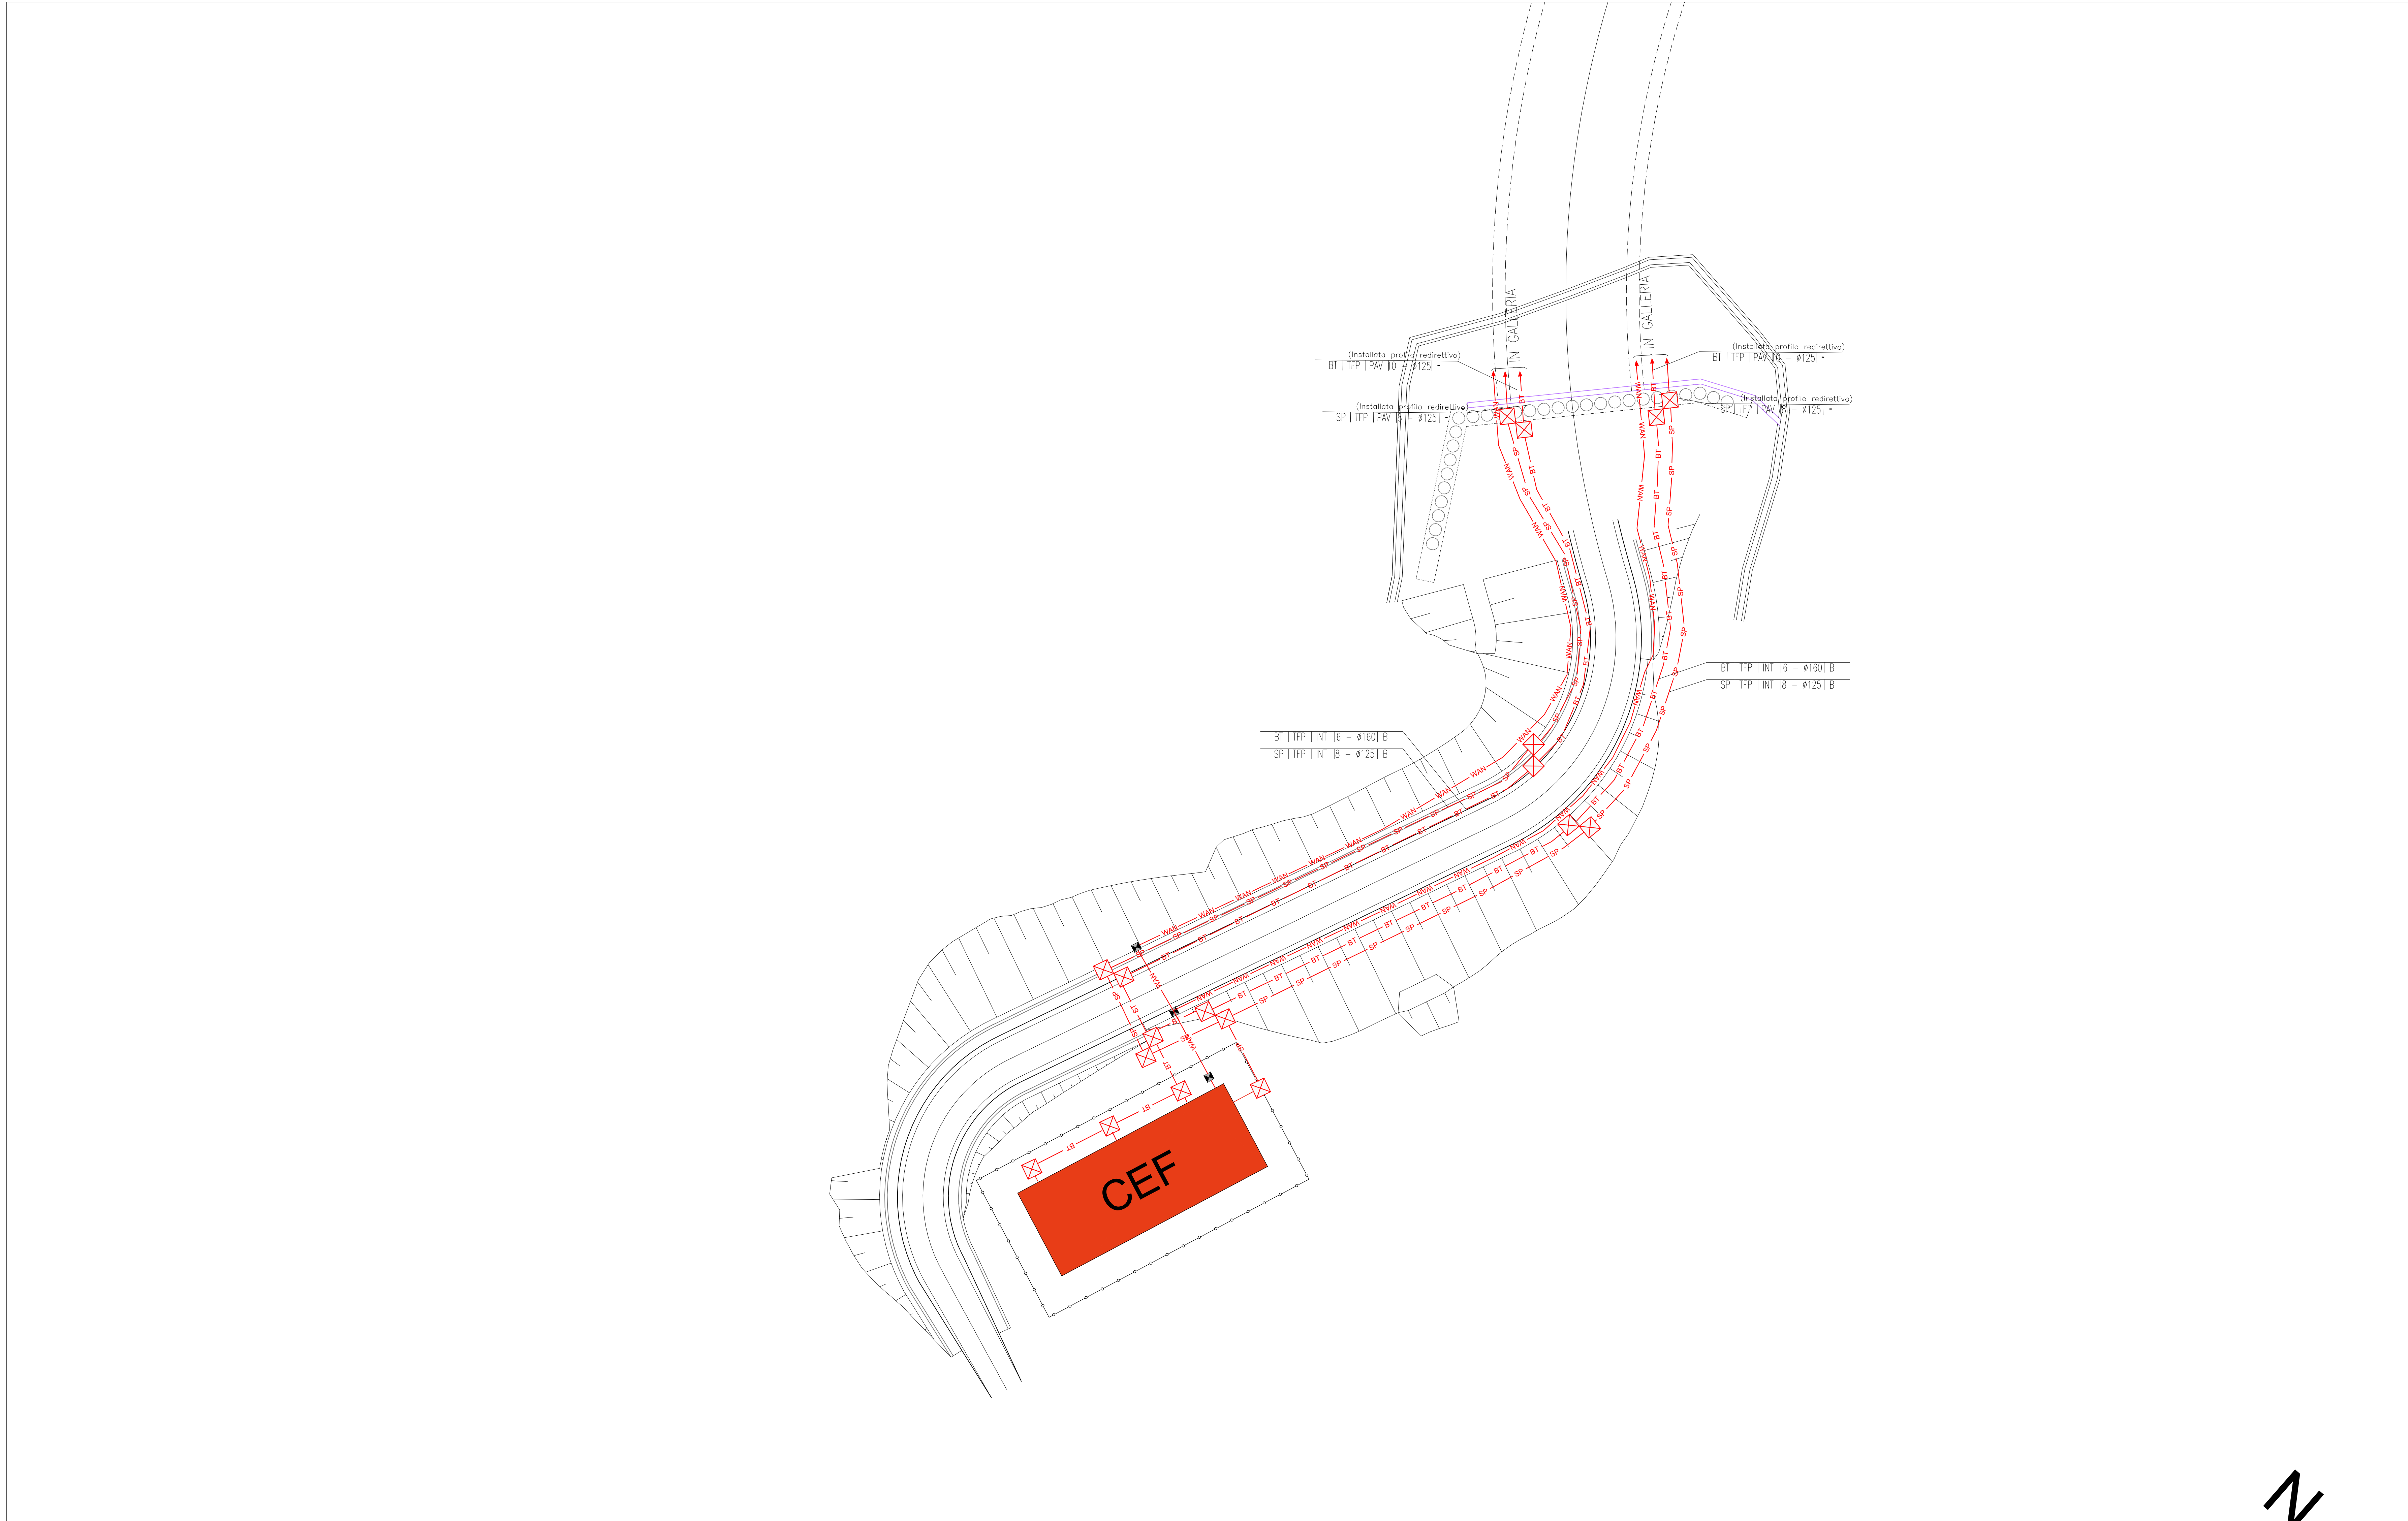 IN GALLERIA
IN GALLERIA
(Installata profilo redirettivo)
BT | TFP | PAV |10 - Ø125| -
(Installata profilo redirettivo)
BT | TFP | PAV |10 - Ø125| -
(Installata profilo redirettivo)
SP | TFP | PAV |8 - Ø125| -
(Installata profilo redirettivo)
SP | TFP | PAV |8 - Ø125| -
BT | TFP | INT |6 - Ø160| B
SP | TFP | INT |8 - Ø125| B
BT | TFP | INT |6 - Ø160| B
SP | TFP | INT |8 - Ø125| B
WAN
SP
BT
CEF
N